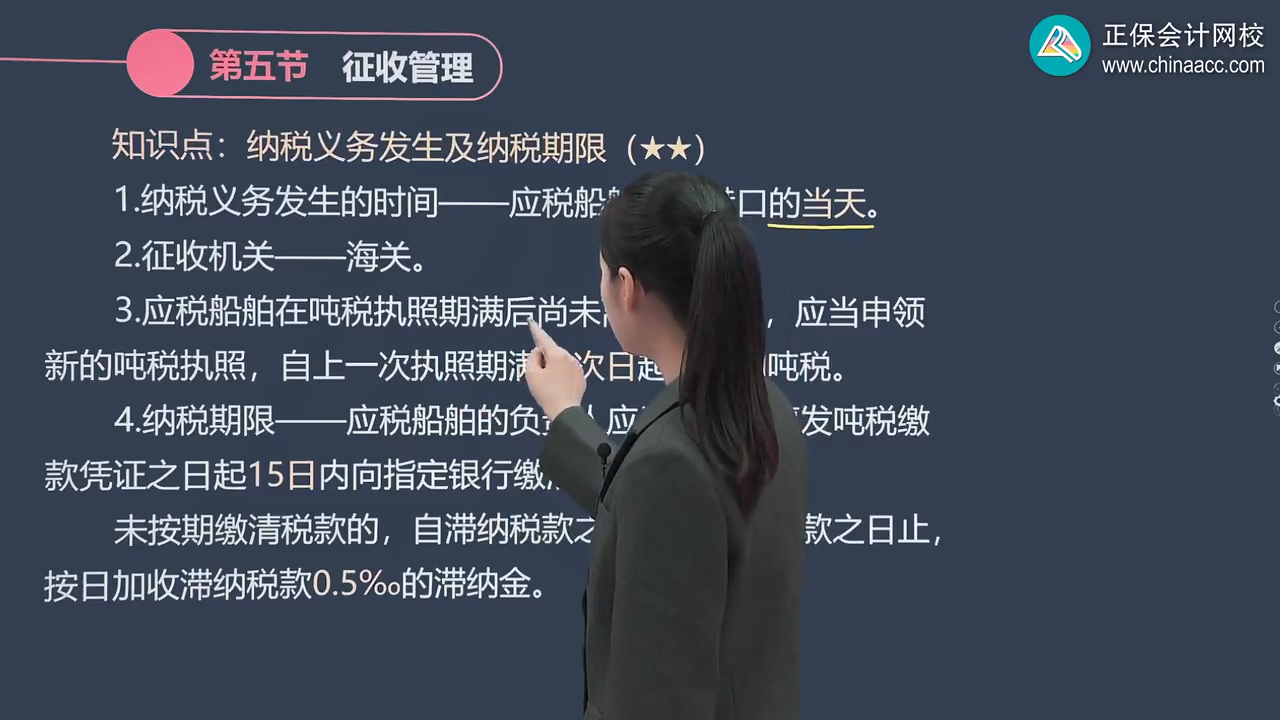 第五节 征收管理
正保会计网校
www.chinaacc.com
知识点：纳税义务发生及纳税期限（★★）
1.纳税义务发生的时间——应税船 口的当天。
2.征收机关——海关。
3.应税船舶在吨税执照期满后尚未 ，应当申领
新的吨税执照，自上一次执照期满 次日起 吨税。
4.纳税期限——应税船舶的负责人应 发吨税缴
款凭证之日起15日内向指定银行缴
未按期缴清税款的，自滞纳税款之 款之日止，
按日加收滞纳税款0.5‰的滞纳金。